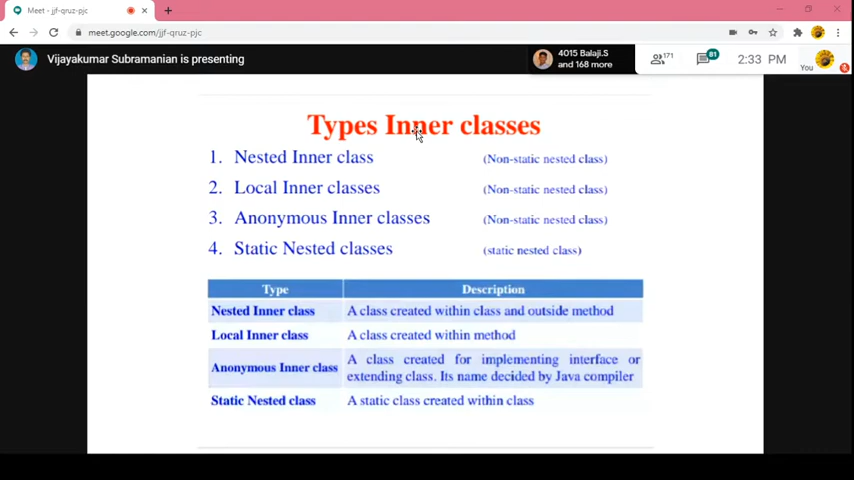 Meet - jjf-qruz-pjc
meet.google.com/jjf-qruz-pjc
Vijayakumar Subramanian is presenting
4015 Balaji.S
and 168 more
171
81
2:33 PM
You
Types Inner classes
1. Nested Inner class (Non-static nested class)
2. Local Inner classes (Non-static nested class)
3. Anonymous Inner classes (Non-static nested class)
4. Static Nested classes (static nested class)
Type Description
Nested Inner class A class created within class and outside method
Local Inner class A class created within method
Anonymous Inner class A class created for implementing interface or
extending class. Its name decided by Java compiler
Static Nested class A static class created within class